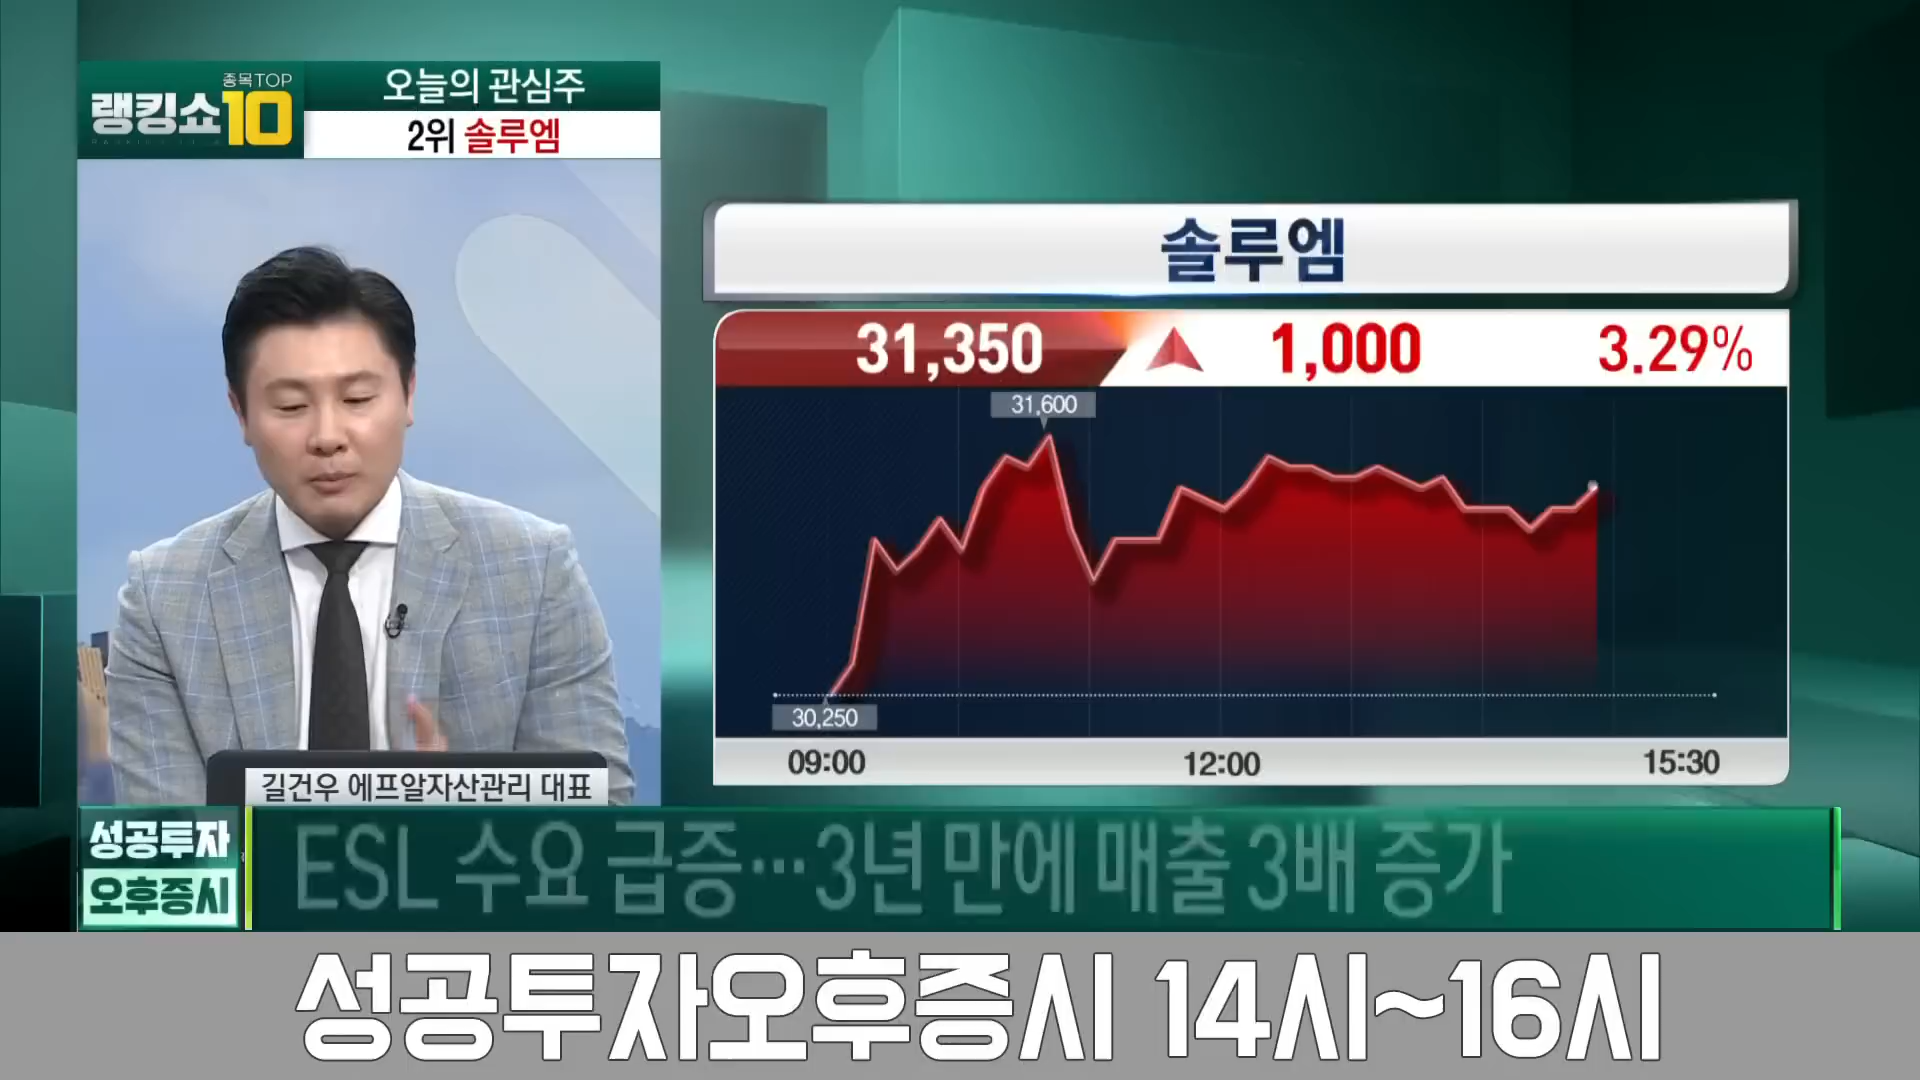 종목TOP
랭킹쇼10
오늘의 관심주
2위 솔루엠
솔루엠
31,350 1,000 3.29%
31,600
30,250
09:00 12:00 15:30
길건우 에프알자산관리 대표
성공투자
오후증시
ESL 수요 급증…3년 만에 매출 3배 증가
성공투자오후증시 14시~16시